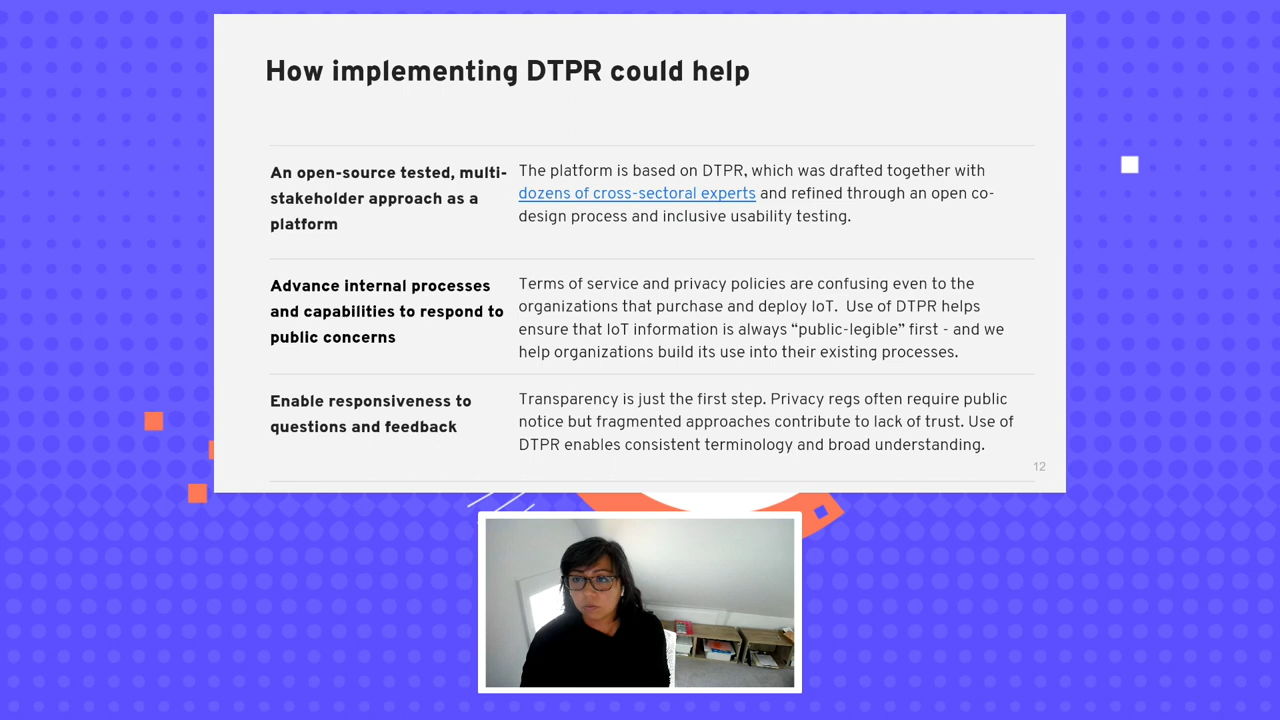 How implementing DTPR could help
An open-source tested, multi-
stakeholder approach as a
platform
The platform is based on DTPR, which was drafted together with
dozens of cross-sectoral experts and refined through an open co-
design process and inclusive usability testing.
Advance internal processes
and capabilities to respond to
public concerns
Terms of service and privacy policies are confusing even to the
organizations that purchase and deploy IoT.  Use of DTPR helps
ensure that IoT information is always “public-legible” first - and we
help organizations build its use into their existing processes.
Enable responsiveness to
questions and feedback
Transparency is just the first step. Privacy regs often require public
notice but fragmented approaches contribute to lack of trust. Use of
DTPR enables consistent terminology and broad understanding.
12